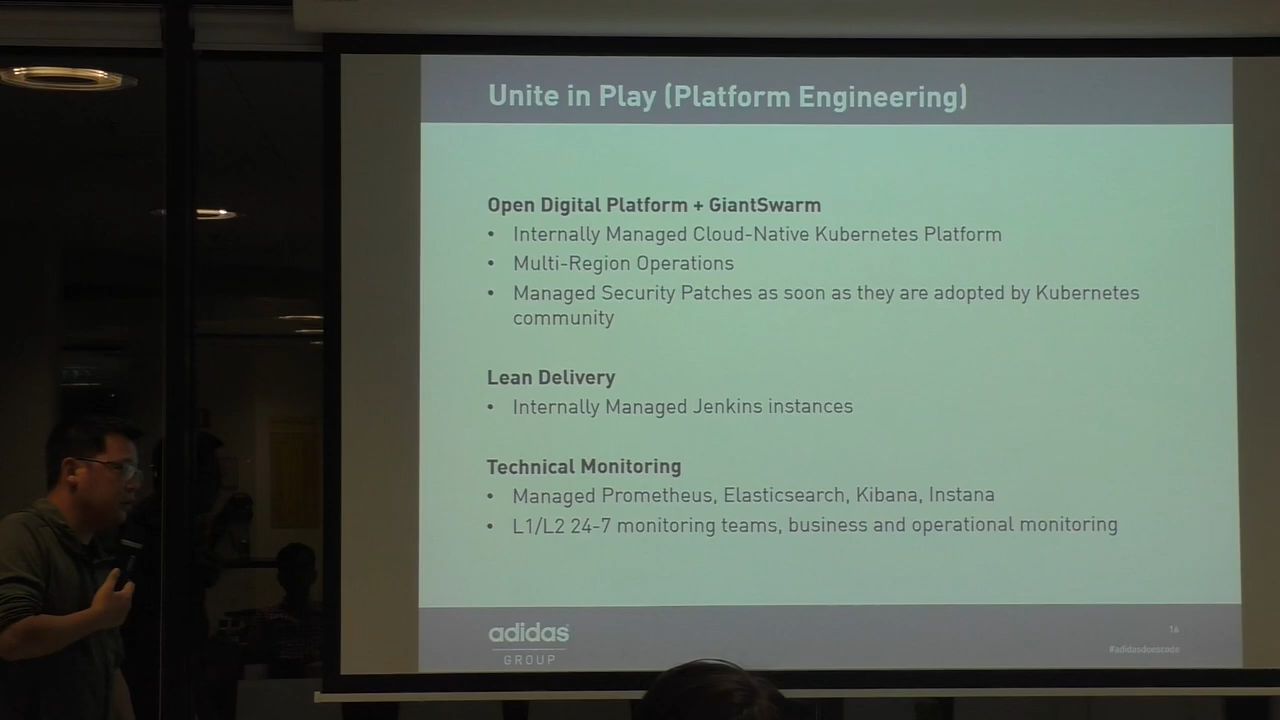 Unite in Play (Platform Engineering)
Open Digital Platform + GiantSwarm
• Internally Managed Cloud-Native Kubernetes Platform
• Multi-Region Operations
• Managed Security Patches as soon as they are adopted by Kubernetes
community
Lean Delivery
• Internally Managed Jenkins instances
Technical Monitoring
• Managed Prometheus, Elasticsearch, Kibana, Instana
• L1/L2 24-7 monitoring teams, business and operational monitoring
adidas
GROUP
16
#adidasdoescode